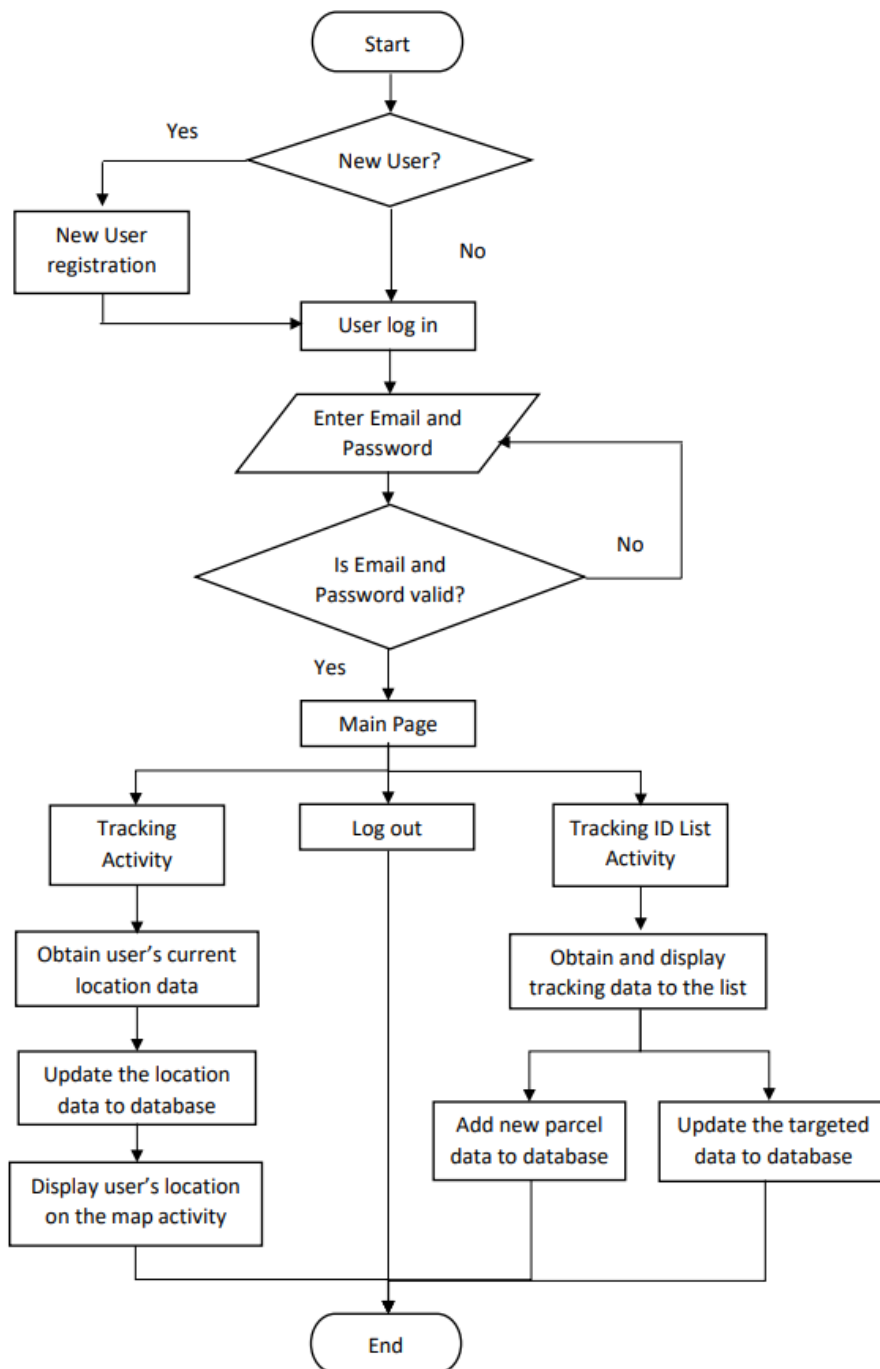 Start
Yes
New User?
New User
registration
No
User log in
Enter Email and
Password
No
Is Email and
Password valid?
Yes
Main Page
Tracking
Activity
Log out
Tracking ID List
Activity
Obtain user’s current
location data
Obtain and display
tracking data to the list
Update the location
data to database
Add new parcel
data to database
Update the targeted
data to database
Display user’s location
on the map activity
End